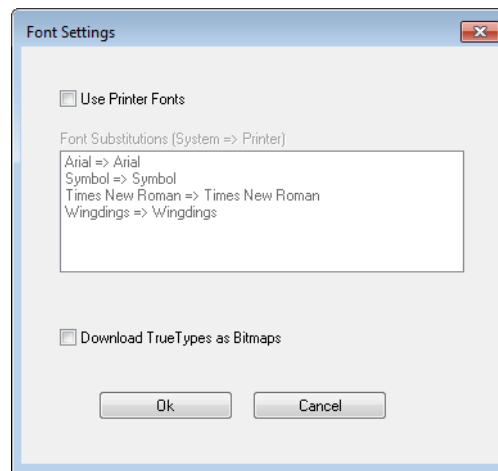 Font Settings
Use Printer Fonts
Font Substitutions (System => Printer)
Arial => Arial
Symbol => Symbol
Times New Roman => Times New Roman
Wingdings => Wingdings
Download TrueTypes as Bitmaps
Ok
Cancel